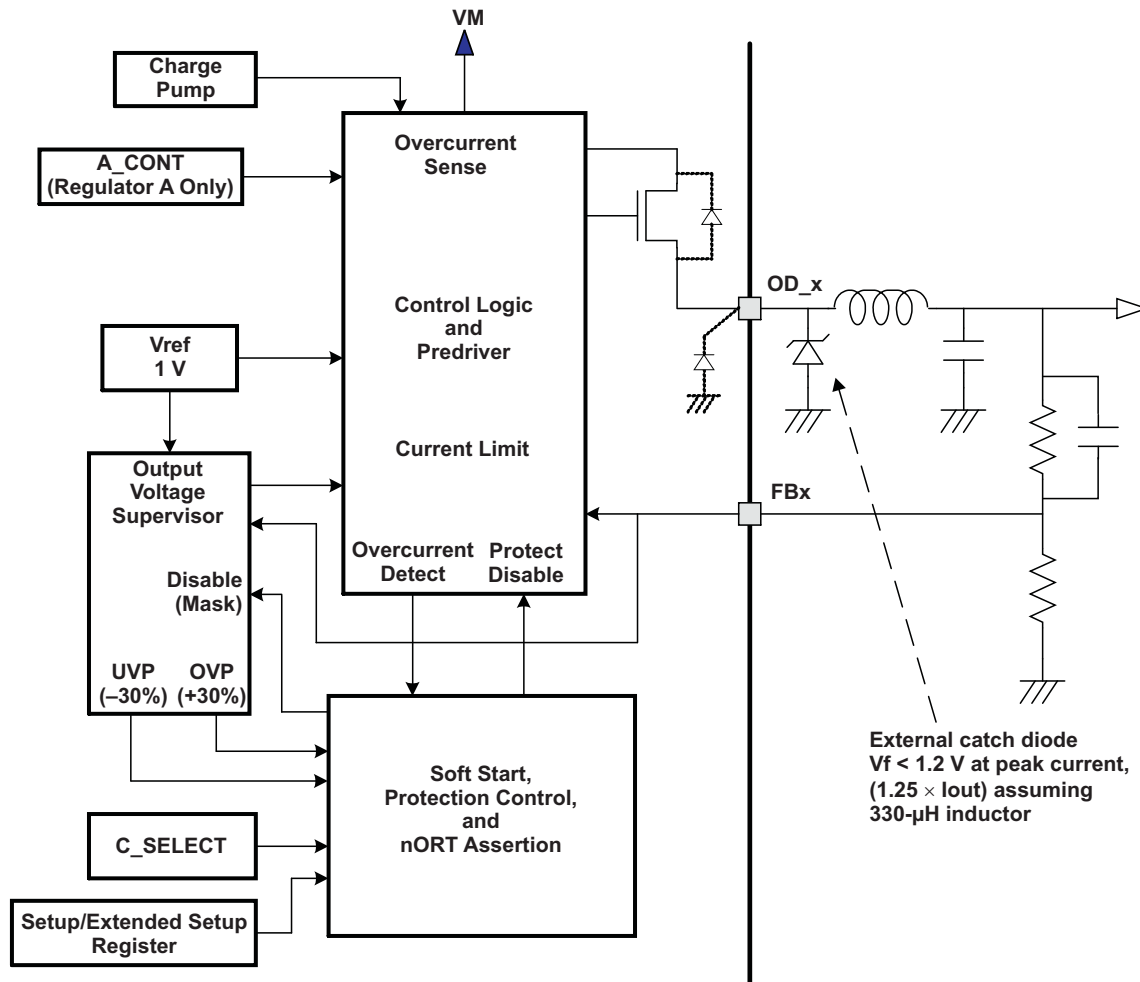 VM
Charge
Pump
A_CONT
(Regulator A Only)
Overcurrent
Sense
OD_x
Control Logic
and
Predriver
Vref
1 V
Current Limit
Output
Voltage
Supervisor
FBx
Overcurrent
Detect
Protect
Disable
Disable
(Mask)
UVP
(–30%)
OVP
(+30%)
External catch diode
Vf < 1.2 V at peak current,
(1.25 × Iout) assuming
330-µH inductor
Soft Start,
Protection Control,
and
nORT Assertion
C_SELECT
Setup/Extended Setup
Register